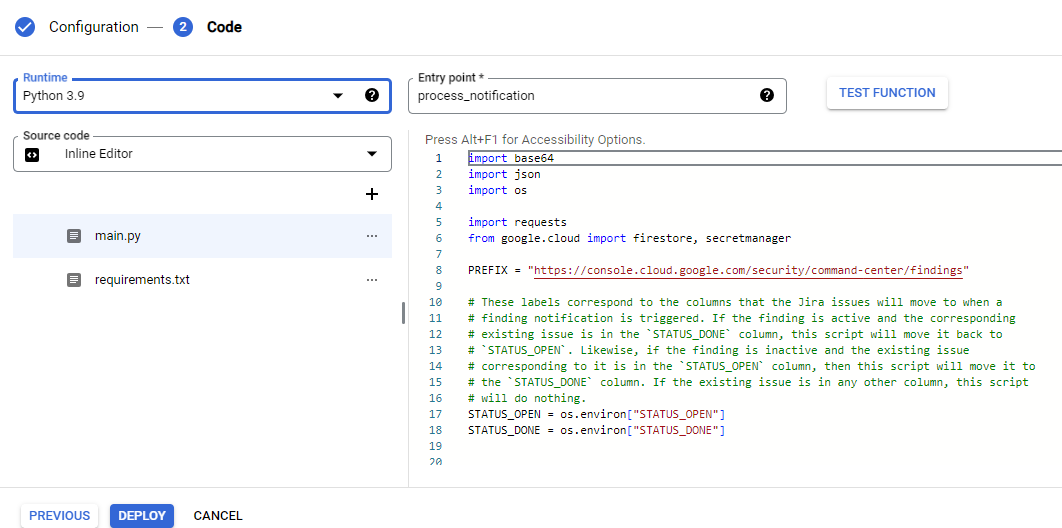 Configuration — 2 Code
Runtime
Python 3.9
Entry point *
process_notification
TEST FUNCTION
Source code
Inline Editor
main.py
requirements.txt
Press Alt+F1 for Accessibility Options.
1 import base64
2 import json
3 import os
4
5 import requests
6 from google.cloud import firestore, secretmanager
7
8 PREFIX = "https://console.cloud.google.com/security/command-center/findings"
9
10 # These labels correspond to the columns that the Jira issues will move to when a
11 # finding notification is triggered. If the finding is active and the corresponding
12 # existing issue is in the `STATUS_DONE` column, this script will move it back to
13 # `STATUS_OPEN`. Likewise, if the finding is inactive and the existing issue
14 # corresponding to it is in the `STATUS_OPEN` column, then this script will move it to
15 # the `STATUS_DONE` column. If the existing issue is in any other column, this script
16 # will do nothing.
17 STATUS_OPEN = os.environ["STATUS_OPEN"]
18 STATUS_DONE = os.environ["STATUS_DONE"]
19
20
PREVIOUS DEPLOY CANCEL